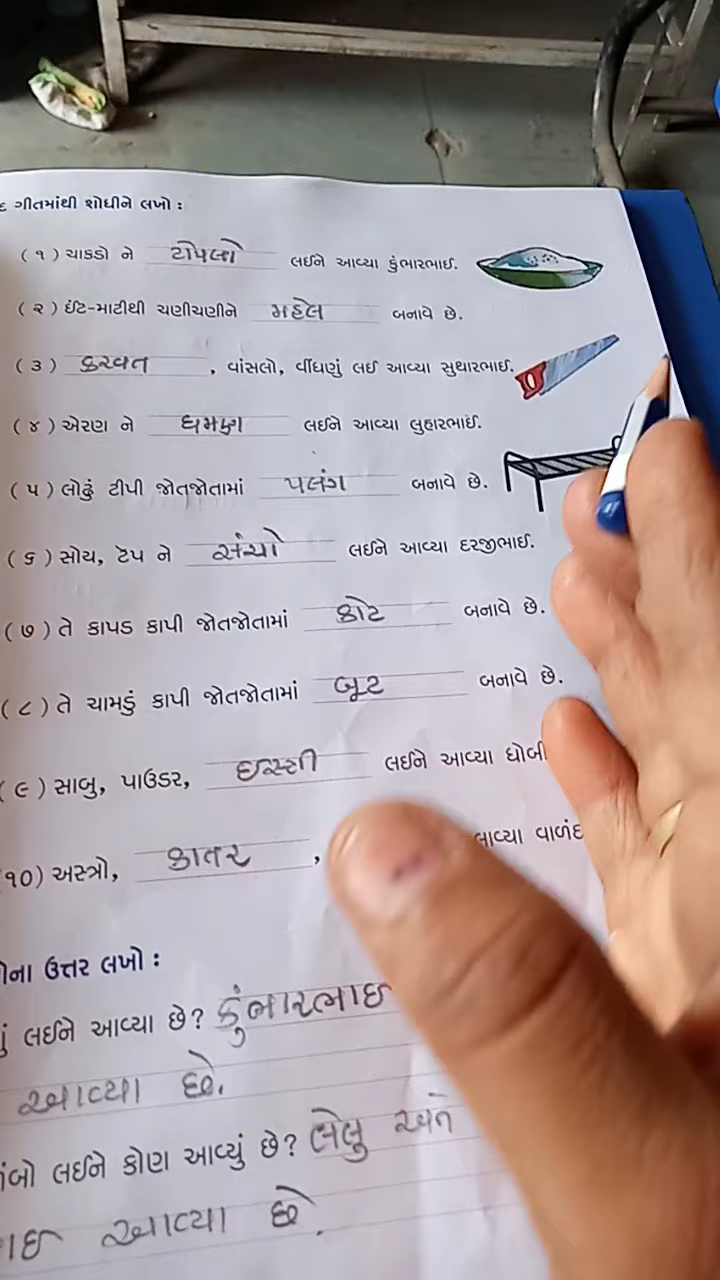 ગીતમાંથી શોધીને લખો :
(૧) ચાકડો ને ટોપલો લઈને આવ્યા કુંભારભાઈ.
(૨) ઈંટ-માટીથી ચણીચણીને મહેલ બનાવે છે.
(૩) કરવત , વાંસલો, વીંધણું લઈ આવ્યા સુથારભાઈ.
(૪) એરણ ને ધમણ લઈને આવ્યા લુહારભાઈ.
(૫) લોઢું ટીપી જોતજોતામાં પલંગ બનાવે છે.
(૬) સોય, ટેપ ને સંચો લઈને આવ્યા દરજીભાઈ.
(૭) તે કાપડ કાપી જોતજોતામાં કોટ બનાવે છે.
(૮) તે ચામડું કાપી જોતજોતામાં બૂટ બનાવે છે.
(૯) સાબુ, પાઉડર, ઇસ્ત્રી લઈને આવ્યા ધોબી
૧૦) અસ્ત્રો, કાતર ,
ઉત્તર લખો :
લઈને આવ્યા છે? કુંભારભાઇ
આવ્યા છે.
લઈને કોણ આવ્યું છે? લેલુ અને
આવ્યા છે.